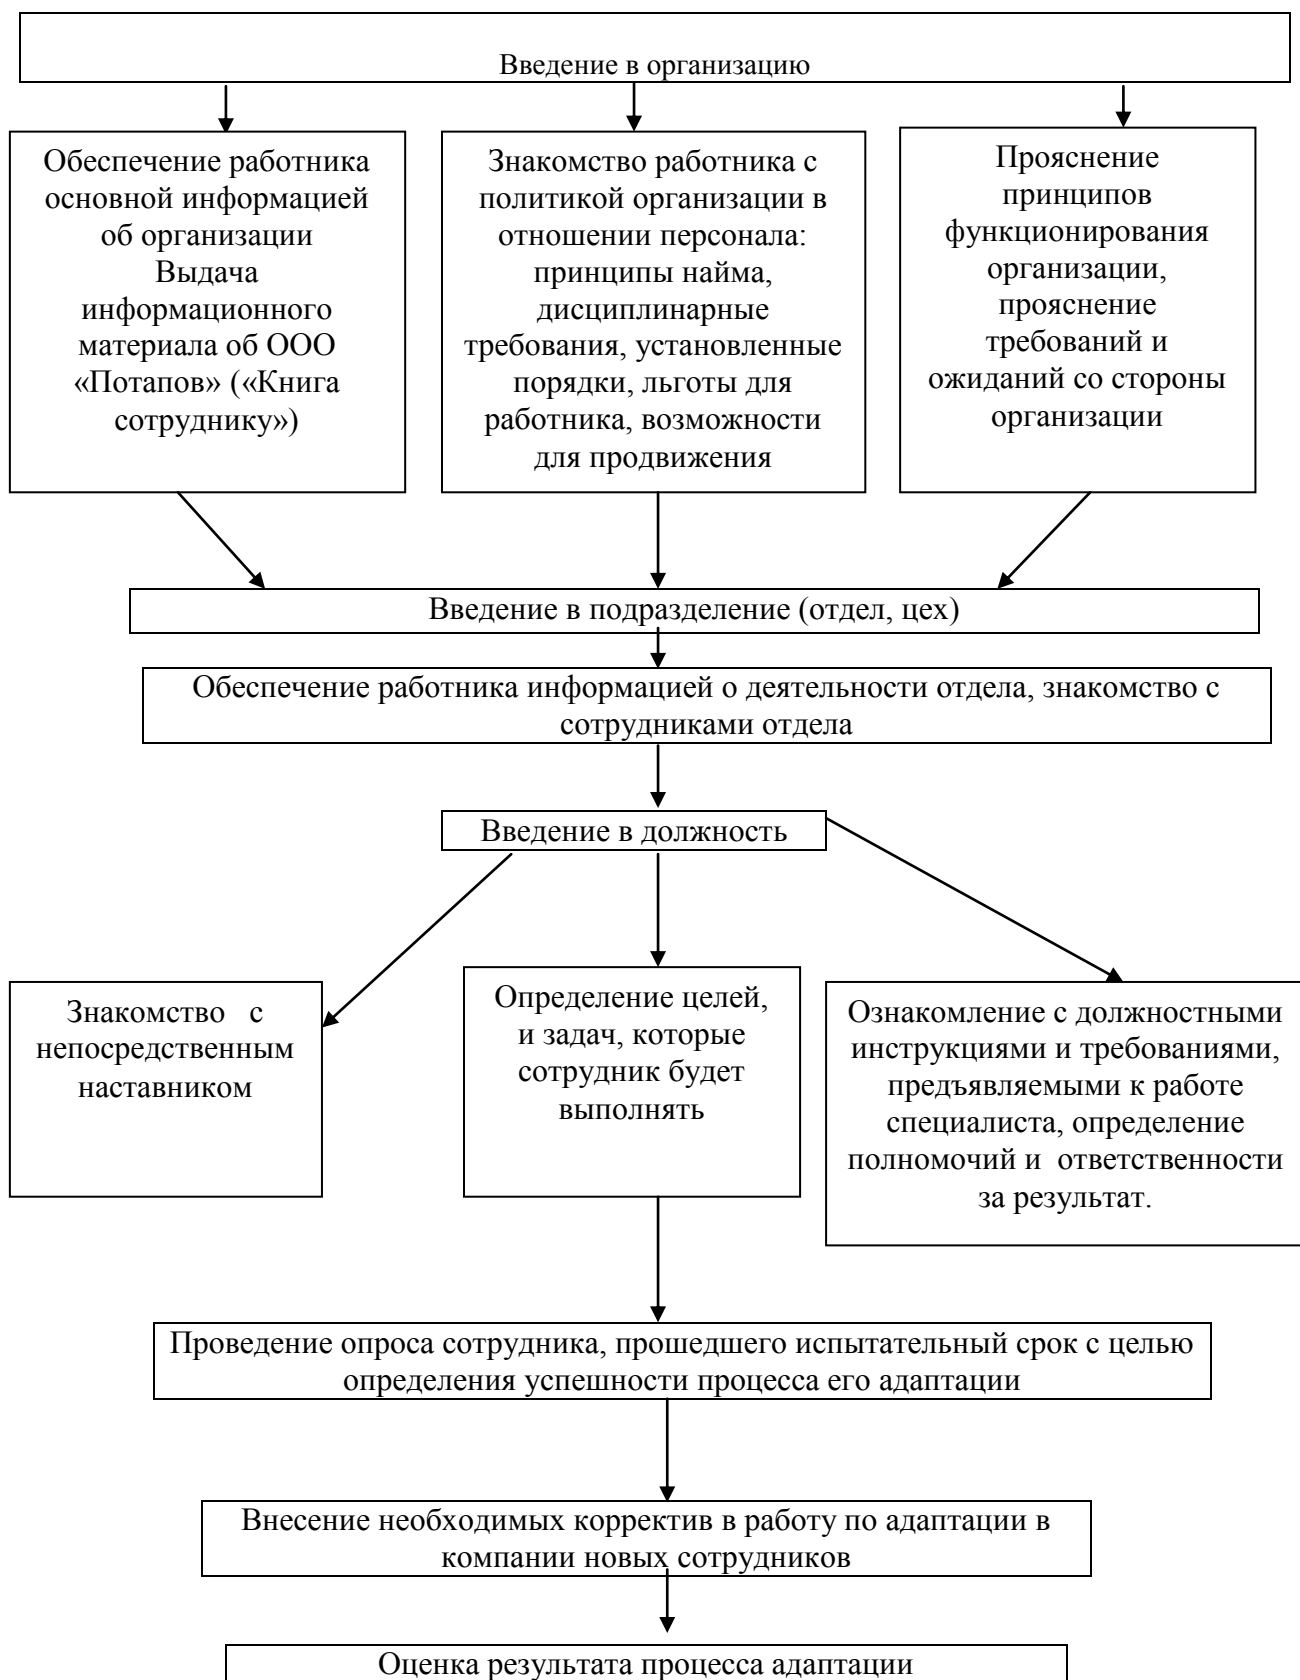 Введение в организацию
Обеспечение работника
основной информацией
об организации
Выдача
информационного
материала об ООО
«Потапов» («Книга
сотруднику»)
Знакомство работника с
политикой организации в
отношении персонала:
принципы найма,
дисциплинарные
требования, установленные
порядки, льготы для
работника, возможности
для продвижения
Прояснение
принципов
функционирования
организации,
прояснение
требований и
ожиданий со стороны
организации
Введение в подразделение (отдел, цех)
Обеспечение работника информацией о деятельности отдела, знакомство с
сотрудниками отдела
Введение в должность
Знакомство с
непосредственным
наставником
Определение целей,
и задач, которые
сотрудник будет
выполнять
Ознакомление с должностными
инструкциями и требованиями,
предъявляемыми к работе
специалиста, определение
полномочий и ответственности
за результат.
Проведение опроса сотрудника, прошедшего испытательный срок с целью
определения успешности процесса его адаптации
Внесение необходимых корректив в работу по адаптации в
компании новых сотрудников
Оценка результата процесса адаптации